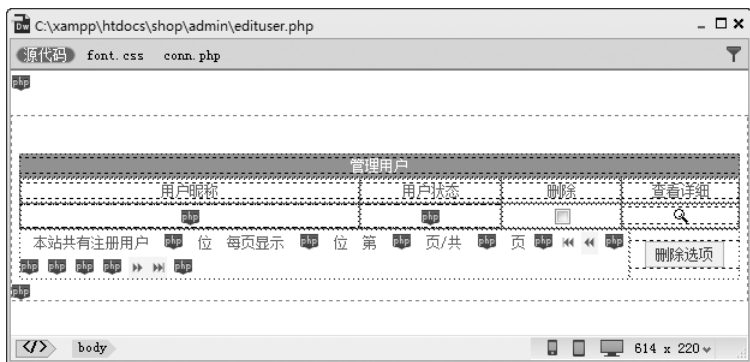 Dw C:\xampp\htdocs\shop\admin\edituser.php
源代码 font.css conn.php
php
管理用户
用户昵称 用户状态 删除 查看详细
php php
本站共有注册用户 php 位 每页显示 php 位 第 php 页/共 php 页 php php
php php php php php
删除选项
php
</> body 614 x 220